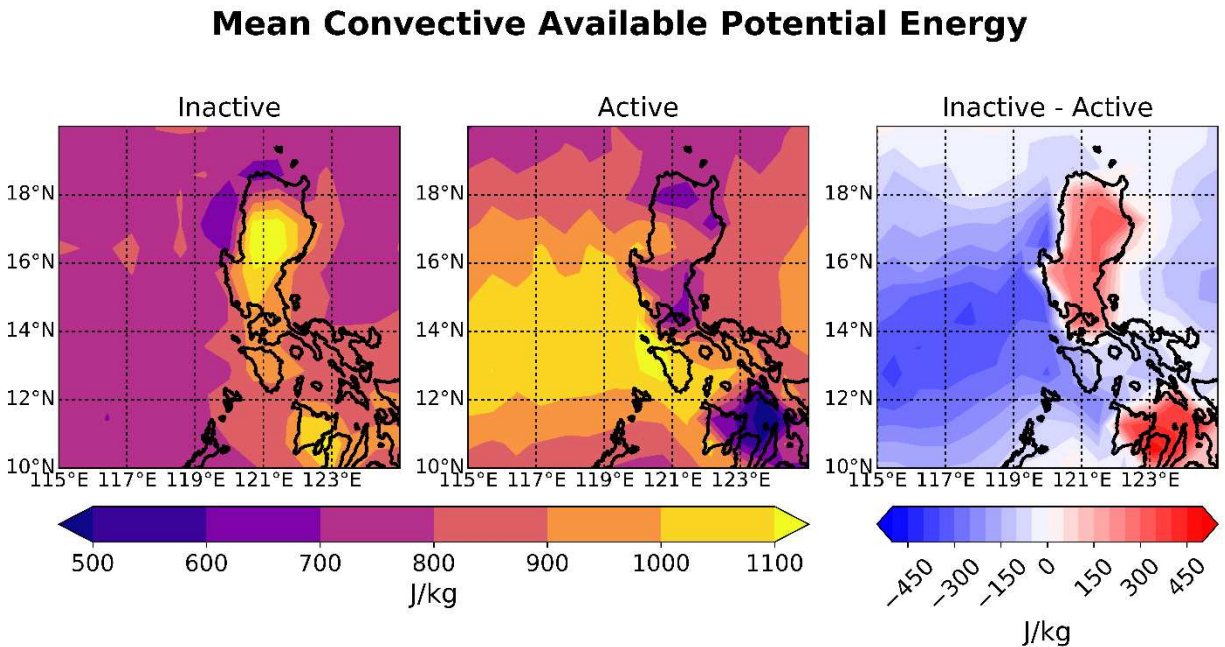 Mean Convective Available Potential Energy
Inactive
Active
Inactive - Active
18°N
16°N
14°N
12°N
10°N
115°E 117°E 119°E 121°E 123°E
18°N
16°N
14°N
12°N
10°N
115°E 117°E 119°E 121°E 123°E
18°N
16°N
14°N
12°N
10°N
115°E 117°E 119°E 121°E 123°E
500 600 700 800 900 1000 1100
J/kg
−450 −300 −150 0 150 300 450
J/kg